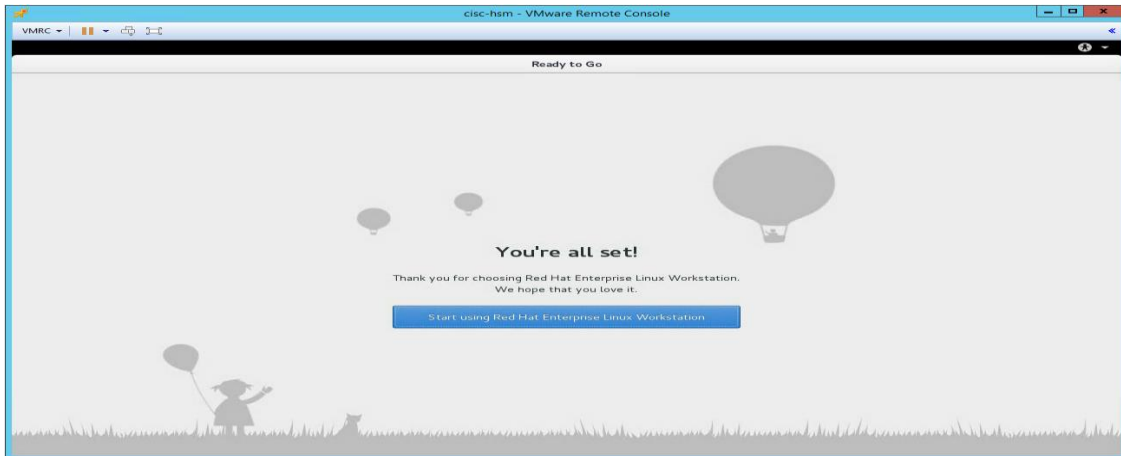 cisc-hsm - VMware Remote Console
VMRC
Ready to Go
You're all set!
Thank you for choosing Red Hat Enterprise Linux Workstation.
We hope that you love it.
Start using Red Hat Enterprise Linux Workstation